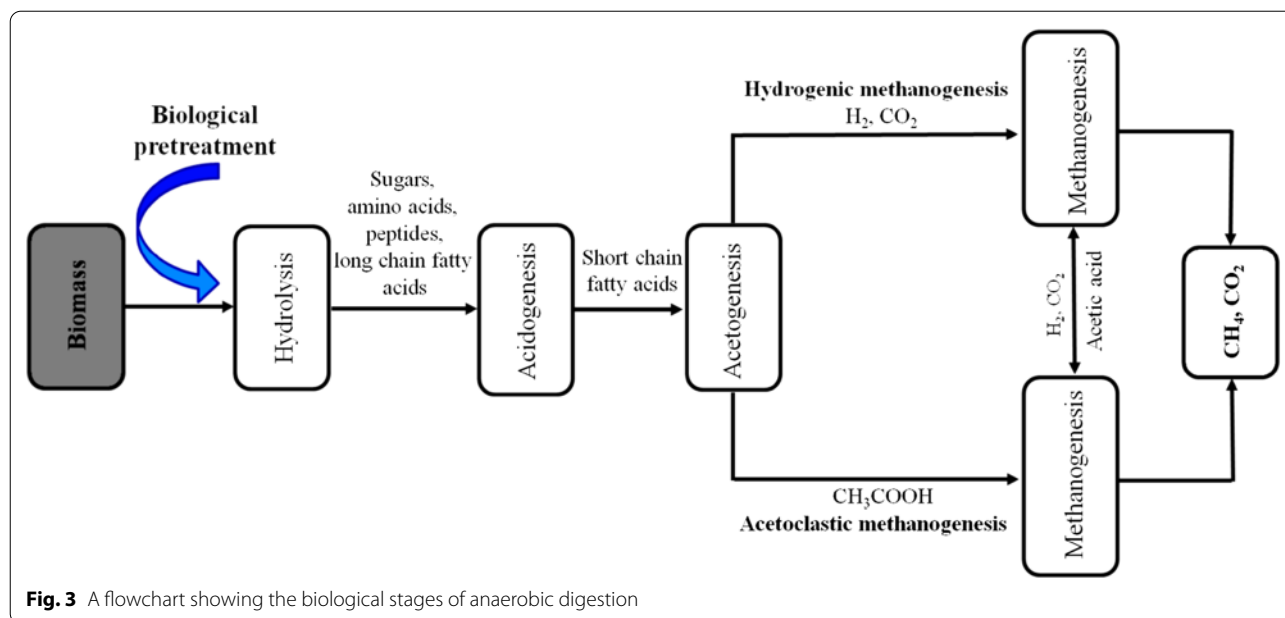 Biological
pretreatment
Biomass
Hydrolysis
Sugars,
amino acids,
peptides,
long chain fatty
acids
Acidogenesis
Short chain
fatty acids
Acetogenesis
Hydrogenic methanogenesis
H₂, CO₂
Methanogenesis
H₂, CO₂
Acetic acid
CH₄, CO₂
CH₃COOH
Acetoclastic methanogenesis
Methanogenesis
Fig. 3 A flowchart showing the biological stages of anaerobic digestion